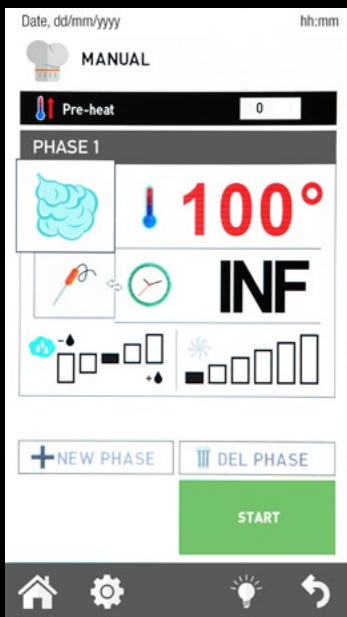 Date, dd/mm/yyyy hh:mm
MANUAL
Pre-heat 0
PHASE 1
100°
INF
NEW PHASE DEL PHASE
START